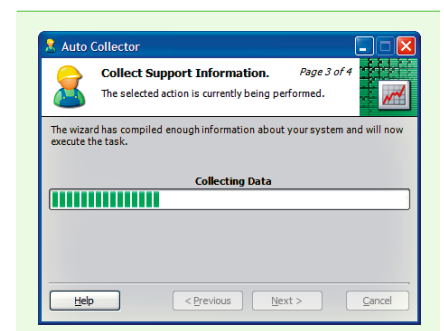 Auto Collector
Collect Support Information.
Page 3 of 4
The selected action is currently being performed.
The wizard has compiled enough information about your system and will now
execute the task.
Collecting Data
Help
< Previous
Next >
Cancel